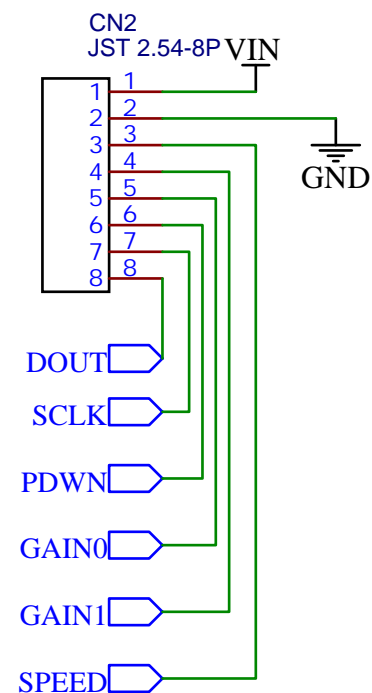 CN2
JST 2.54-8P VIN
1 1
2 2
3 3
GND
4 4
5 5
6 6
7 7
8 8
DOUT
SCLK
PDWN
GAIN0
GAIN1
SPEED